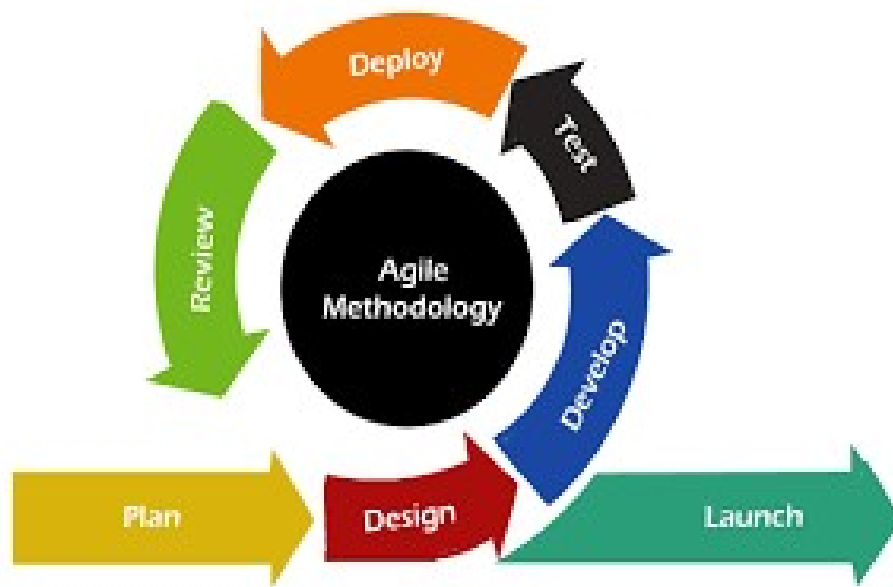 Deploy
Test
Review
Agile
Methodology
Develop
Plan
Design
Launch